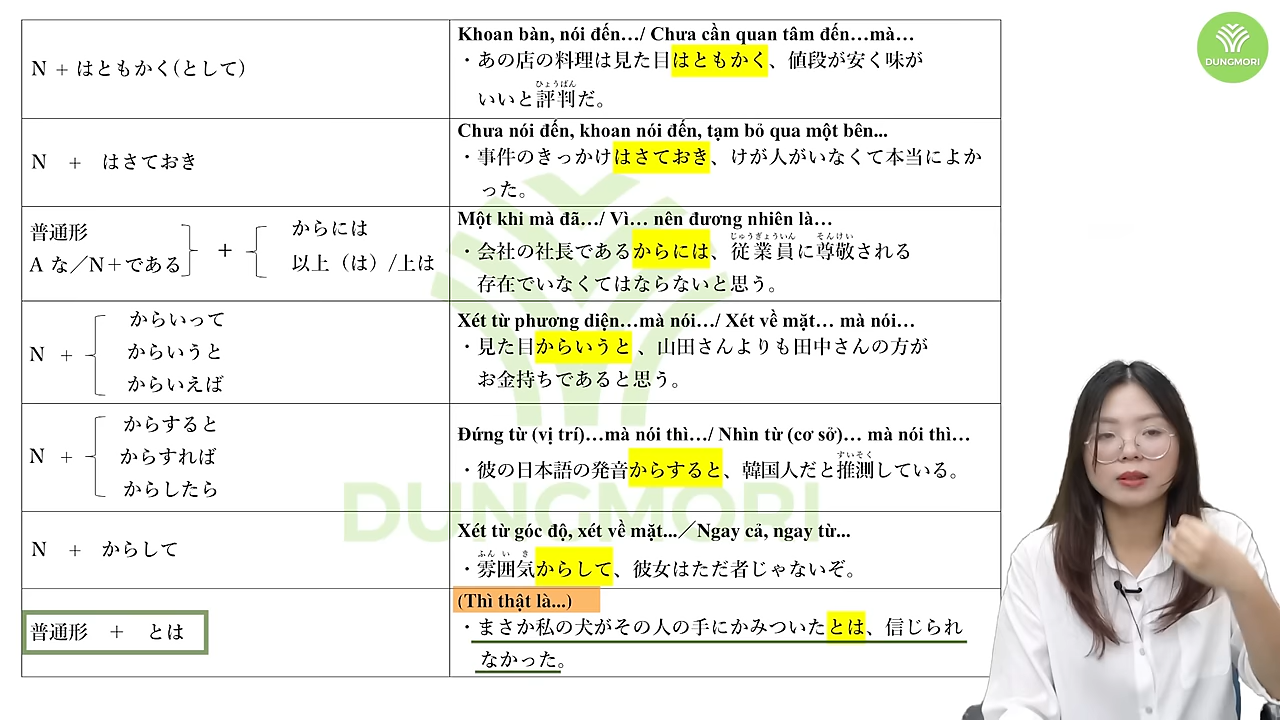 N + はともかく(として)
Khoan bàn, nói đến…/ Chưa cần quan tâm đến…mà…
・あの店の料理は見た目はともかく、値段が安く味が
ひょうばん
いいと評判だ。
N + はさておき
Chưa nói đến, khoan nói đến, tạm bỏ qua một bên...
・事件のきっかけはさておき、けが人がいなくて本当によか
った。
普通形
A な／N＋である
+
からには
以上（は）/上は
Một khi mà đã…/ Vì… nên đương nhiên là…
じゅうぎょういん そんけい
・会社の社長であるからには、従業員に尊敬される
存在でいなくてはならないと思う。
N +
からいって
からいうと
からいえば
Xét từ phương diện…mà nói…/ Xét về mặt… mà nói…
・見た目からいうと 、山田さんよりも田中さんの方が
お金持ちであると思う。
N +
からすると
からすれば
からしたら
Đứng từ (vị trí)…mà nói thì…/ Nhìn từ (cơ sở)… mà nói thì…
すいそく
・彼の日本語の発音からすると、韓国人だと推測している。
N + からして
Xét từ góc độ, xét về mặt...／Ngay cả, ngay từ...
ふんいき
・雰囲気からして、彼女はただ者じゃないぞ。
普通形 + とは
(Thì thật là...)
・まさか私の犬がその人の手にかみついたとは、信じられ
なかった。
DUNGMORI
DUNGMORI